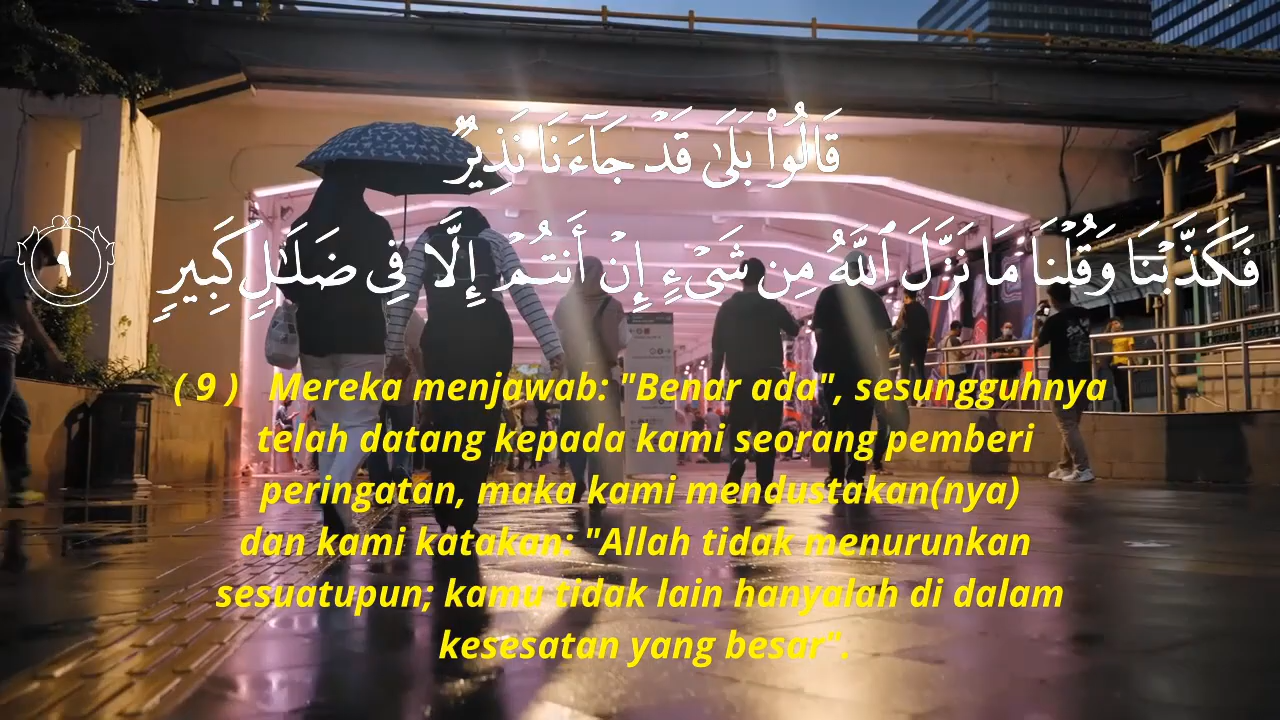 قَالُوا۟ بَلَىٰ قَدْ جَآءَنَا نَذِيرٌ
فَكَذَّبْنَا وَقُلْنَا مَا نَزَّلَ ٱللَّهُ مِن شَىْءٍ إِنْ أَنتُمْ إِلَّا فِى ضَلَـٰلٍ كَبِيرٍ ٩
( 9 ) Mereka menjawab: "Benar ada", sesungguhnya
telah datang kepada kami seorang pemberi
peringatan, maka kami mendustakan(nya)
dan kami katakan: "Allah tidak menurunkan
sesuatupun; kamu tidak lain hanyalah di dalam
kesesatan yang besar".